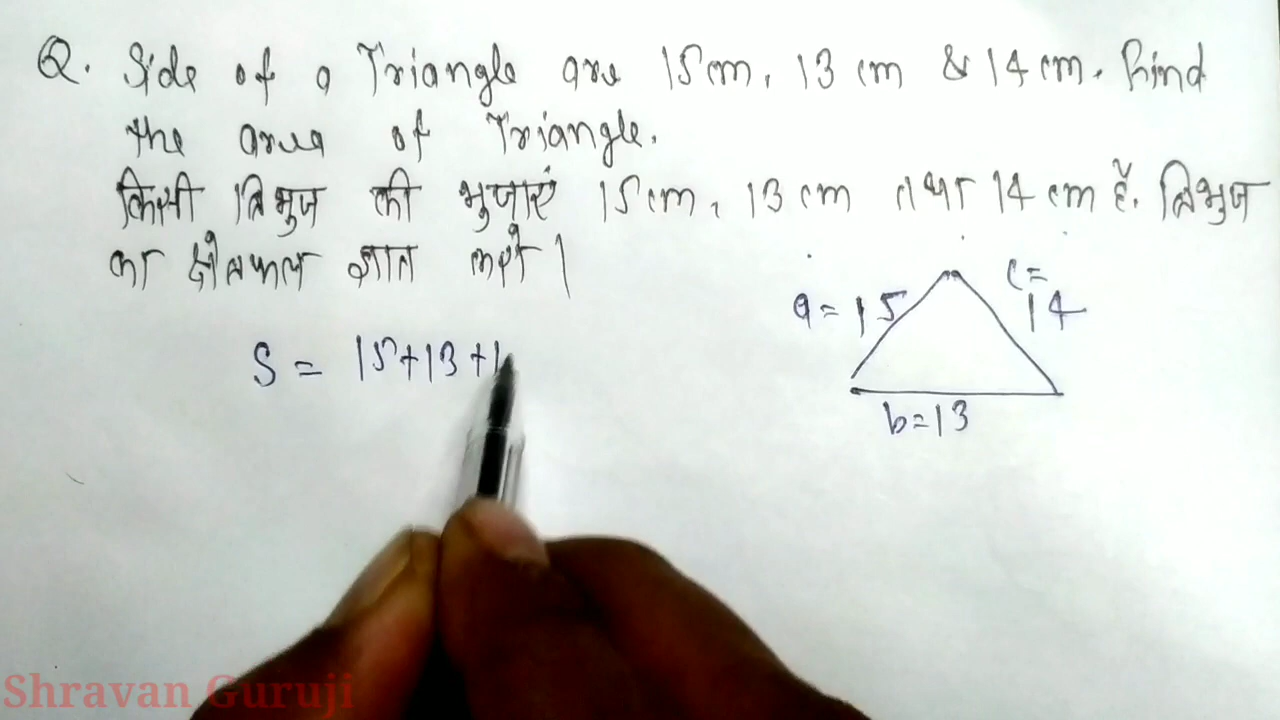 Q. Side of a Triangle are 15cm, 13 cm & 14 cm. Find
the area of Triangle.
किसी त्रिभुज की भुजाएं 15cm, 13 cm तथा 14 cm हैं. त्रिभुज
का क्षेत्रफल ज्ञात करो।
a = 15
c =
14
b = 13
S = 15+13+1
Shravan Guruji